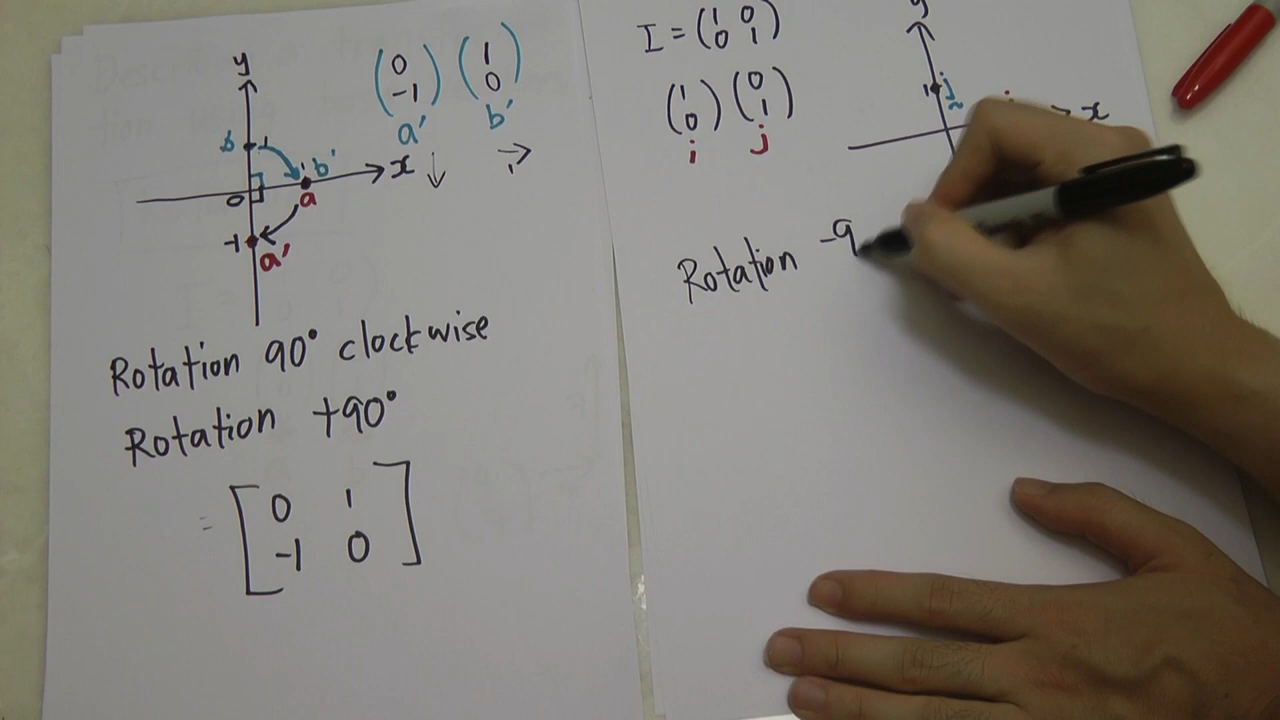 y
(0 -1) (1 0)
a' b'
b 1
1 b'
x
0 a
-1
a'
Rotation 90° clockwise
Rotation +90°
= [0 1
-1 0]
I = (1 0
0 1)
(1 0) (0 1)
i j
y
1 j
x
Rotation -9